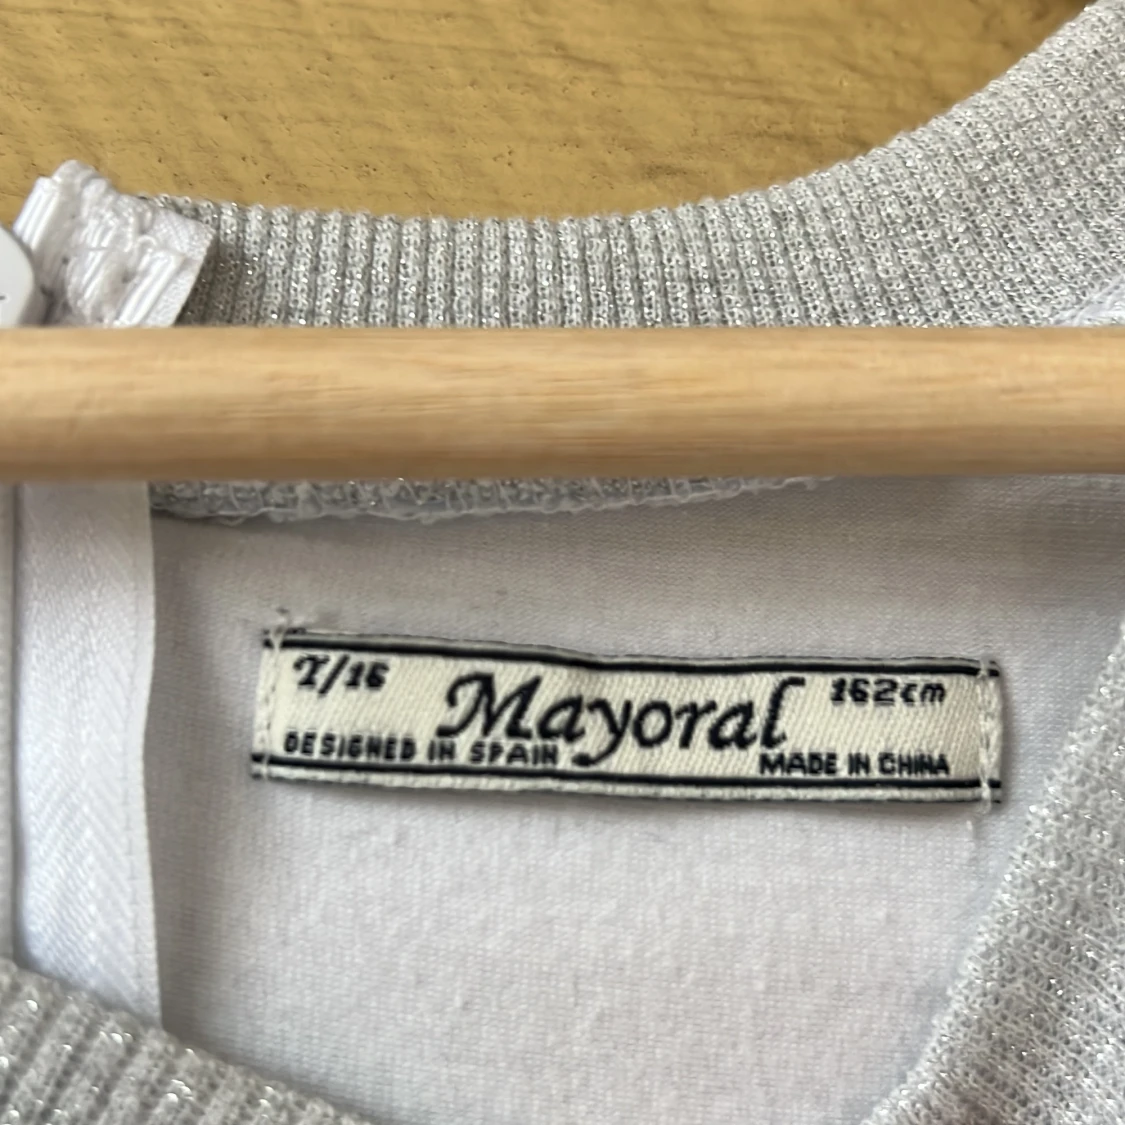 T/16 Mayoral 162cm
DESIGNED IN SPAIN MADE IN CHINA